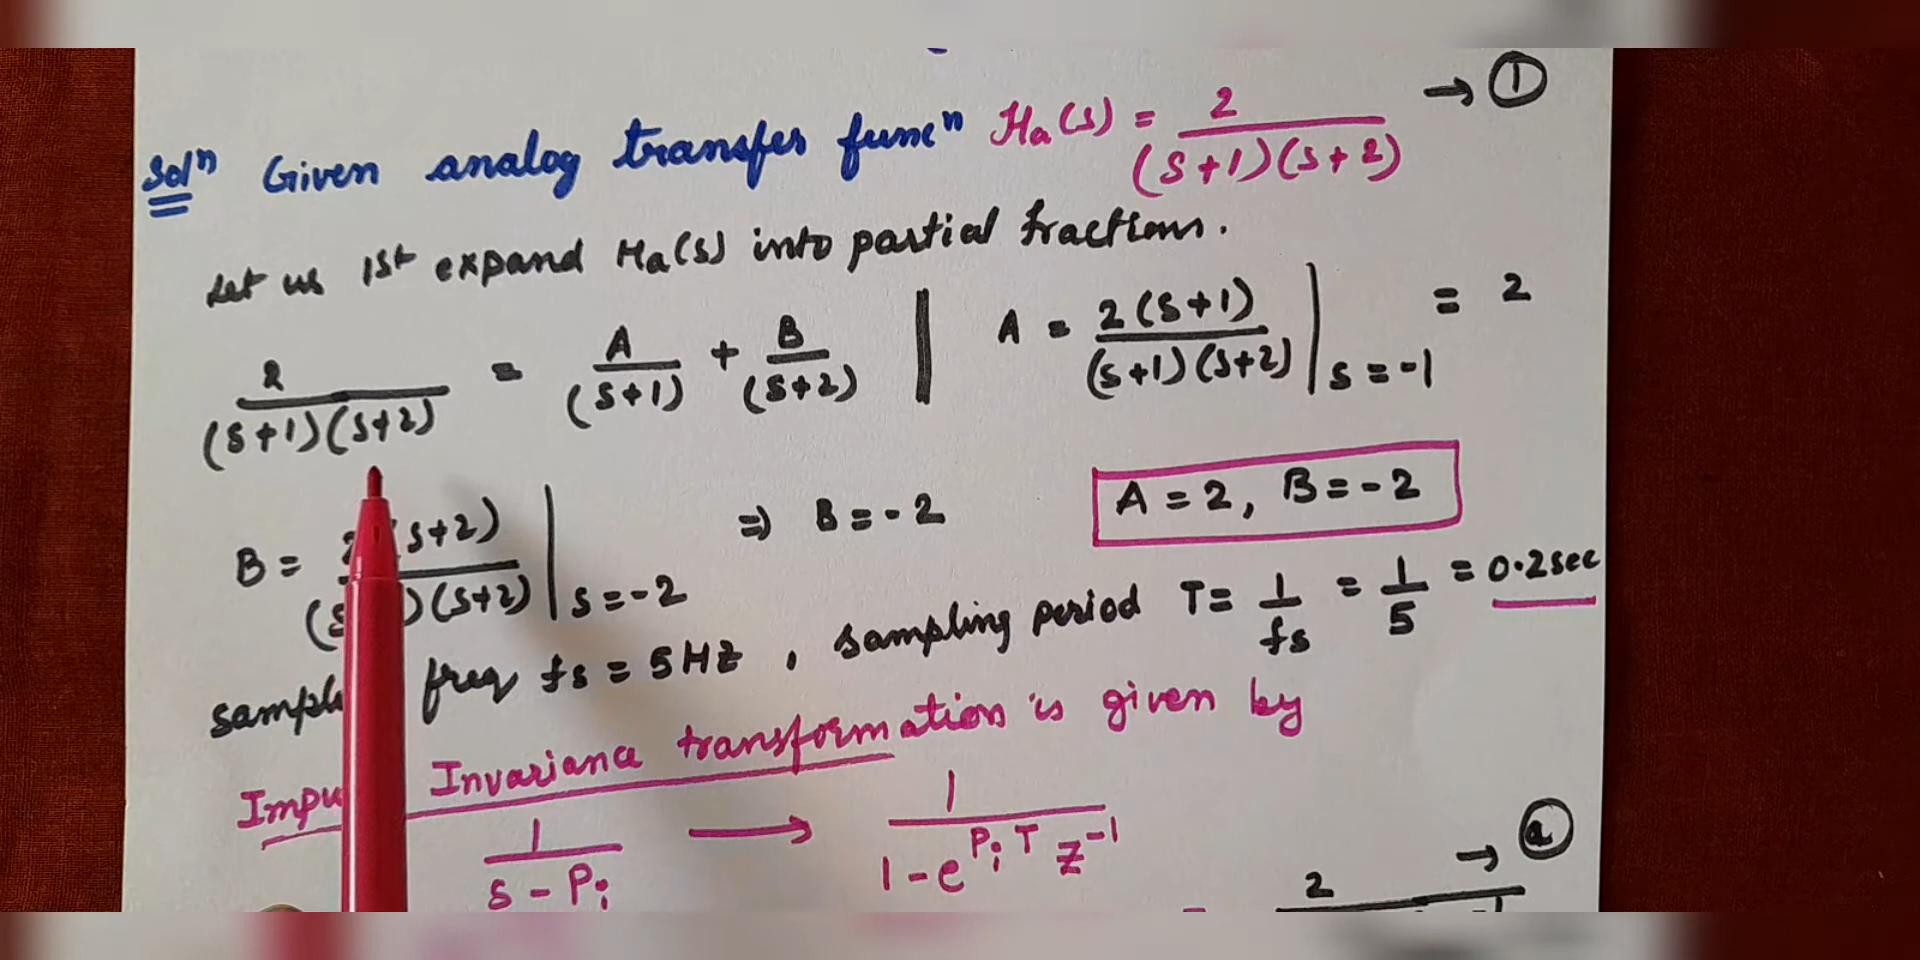 Solⁿ Given analog transfer funcⁿ Ha(s) = 2 / (s+1)(s+2) → ①
Let us 1st expand Ha(s) into partial fractions.
2 / (s+1)(s+2) = A / (s+1) + B / (s+2) | A = 2(s+1) / (s+1)(s+2) | s=-1 = 2
B = (s+2) / (s+2) | s=-2 ⇒ B=-2 A=2, B=-2
freq fs = 5HZ, sampling period T= 1/fs = 1/5 = 0.2sec
Invariance transformation is given by
1 / s-Pi → 1 / 1-e^PiT z^-1 → ②
2